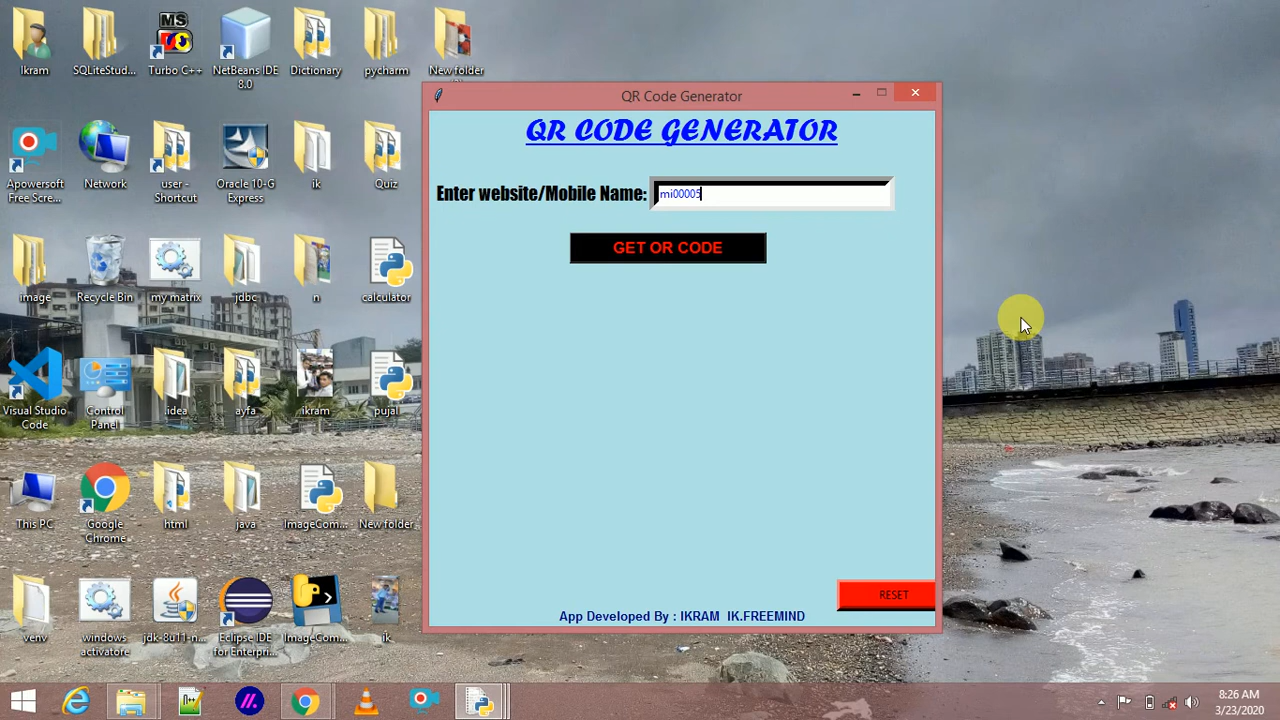 Ikram
SQLiteStud...
Turbo C++
NetBeans IDE
8.0
Dictionary
pycharm
New folder
MS
Apowersoft
Free Scre...
Network
user -
Shortcut
Oracle 10-G
Express
ik
Quiz
image
Recycle Bin
my matrix
jdbc
n
calculator
Visual Studio
Code
Control
Panel
.idea
ayfa
ikram
pujal
This PC
Google
Chrome
html
java
ImageCom...
New folder
venv
windows
activatore
jdk-8u11-n...
Eclipse IDE
for Enterpri...
ImageCom...
ik
QR Code Generator
QR CODE GENERATOR
Enter website/Mobile Name:
mi00005
GET OR CODE
RESET
App Developed By : IKRAM IK.FREEMIND
8:26 AM
3/23/2020